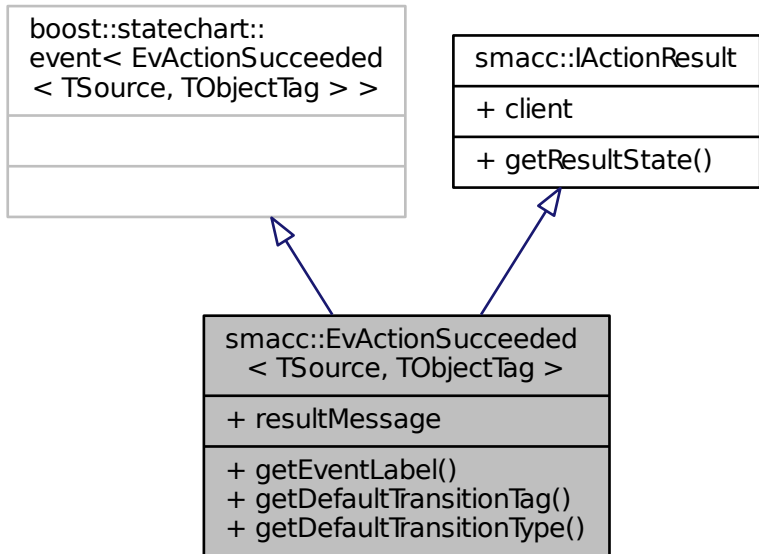 boost::statechart::
event< EvActionSucceeded
< TSource, TObjectTag > >
smacc::IActionResult
+ client
+ getResultState()
smacc::EvActionSucceeded
< TSource, TObjectTag >
+ resultMessage
+ getEventLabel()
+ getDefaultTransitionTag()
+ getDefaultTransitionType()